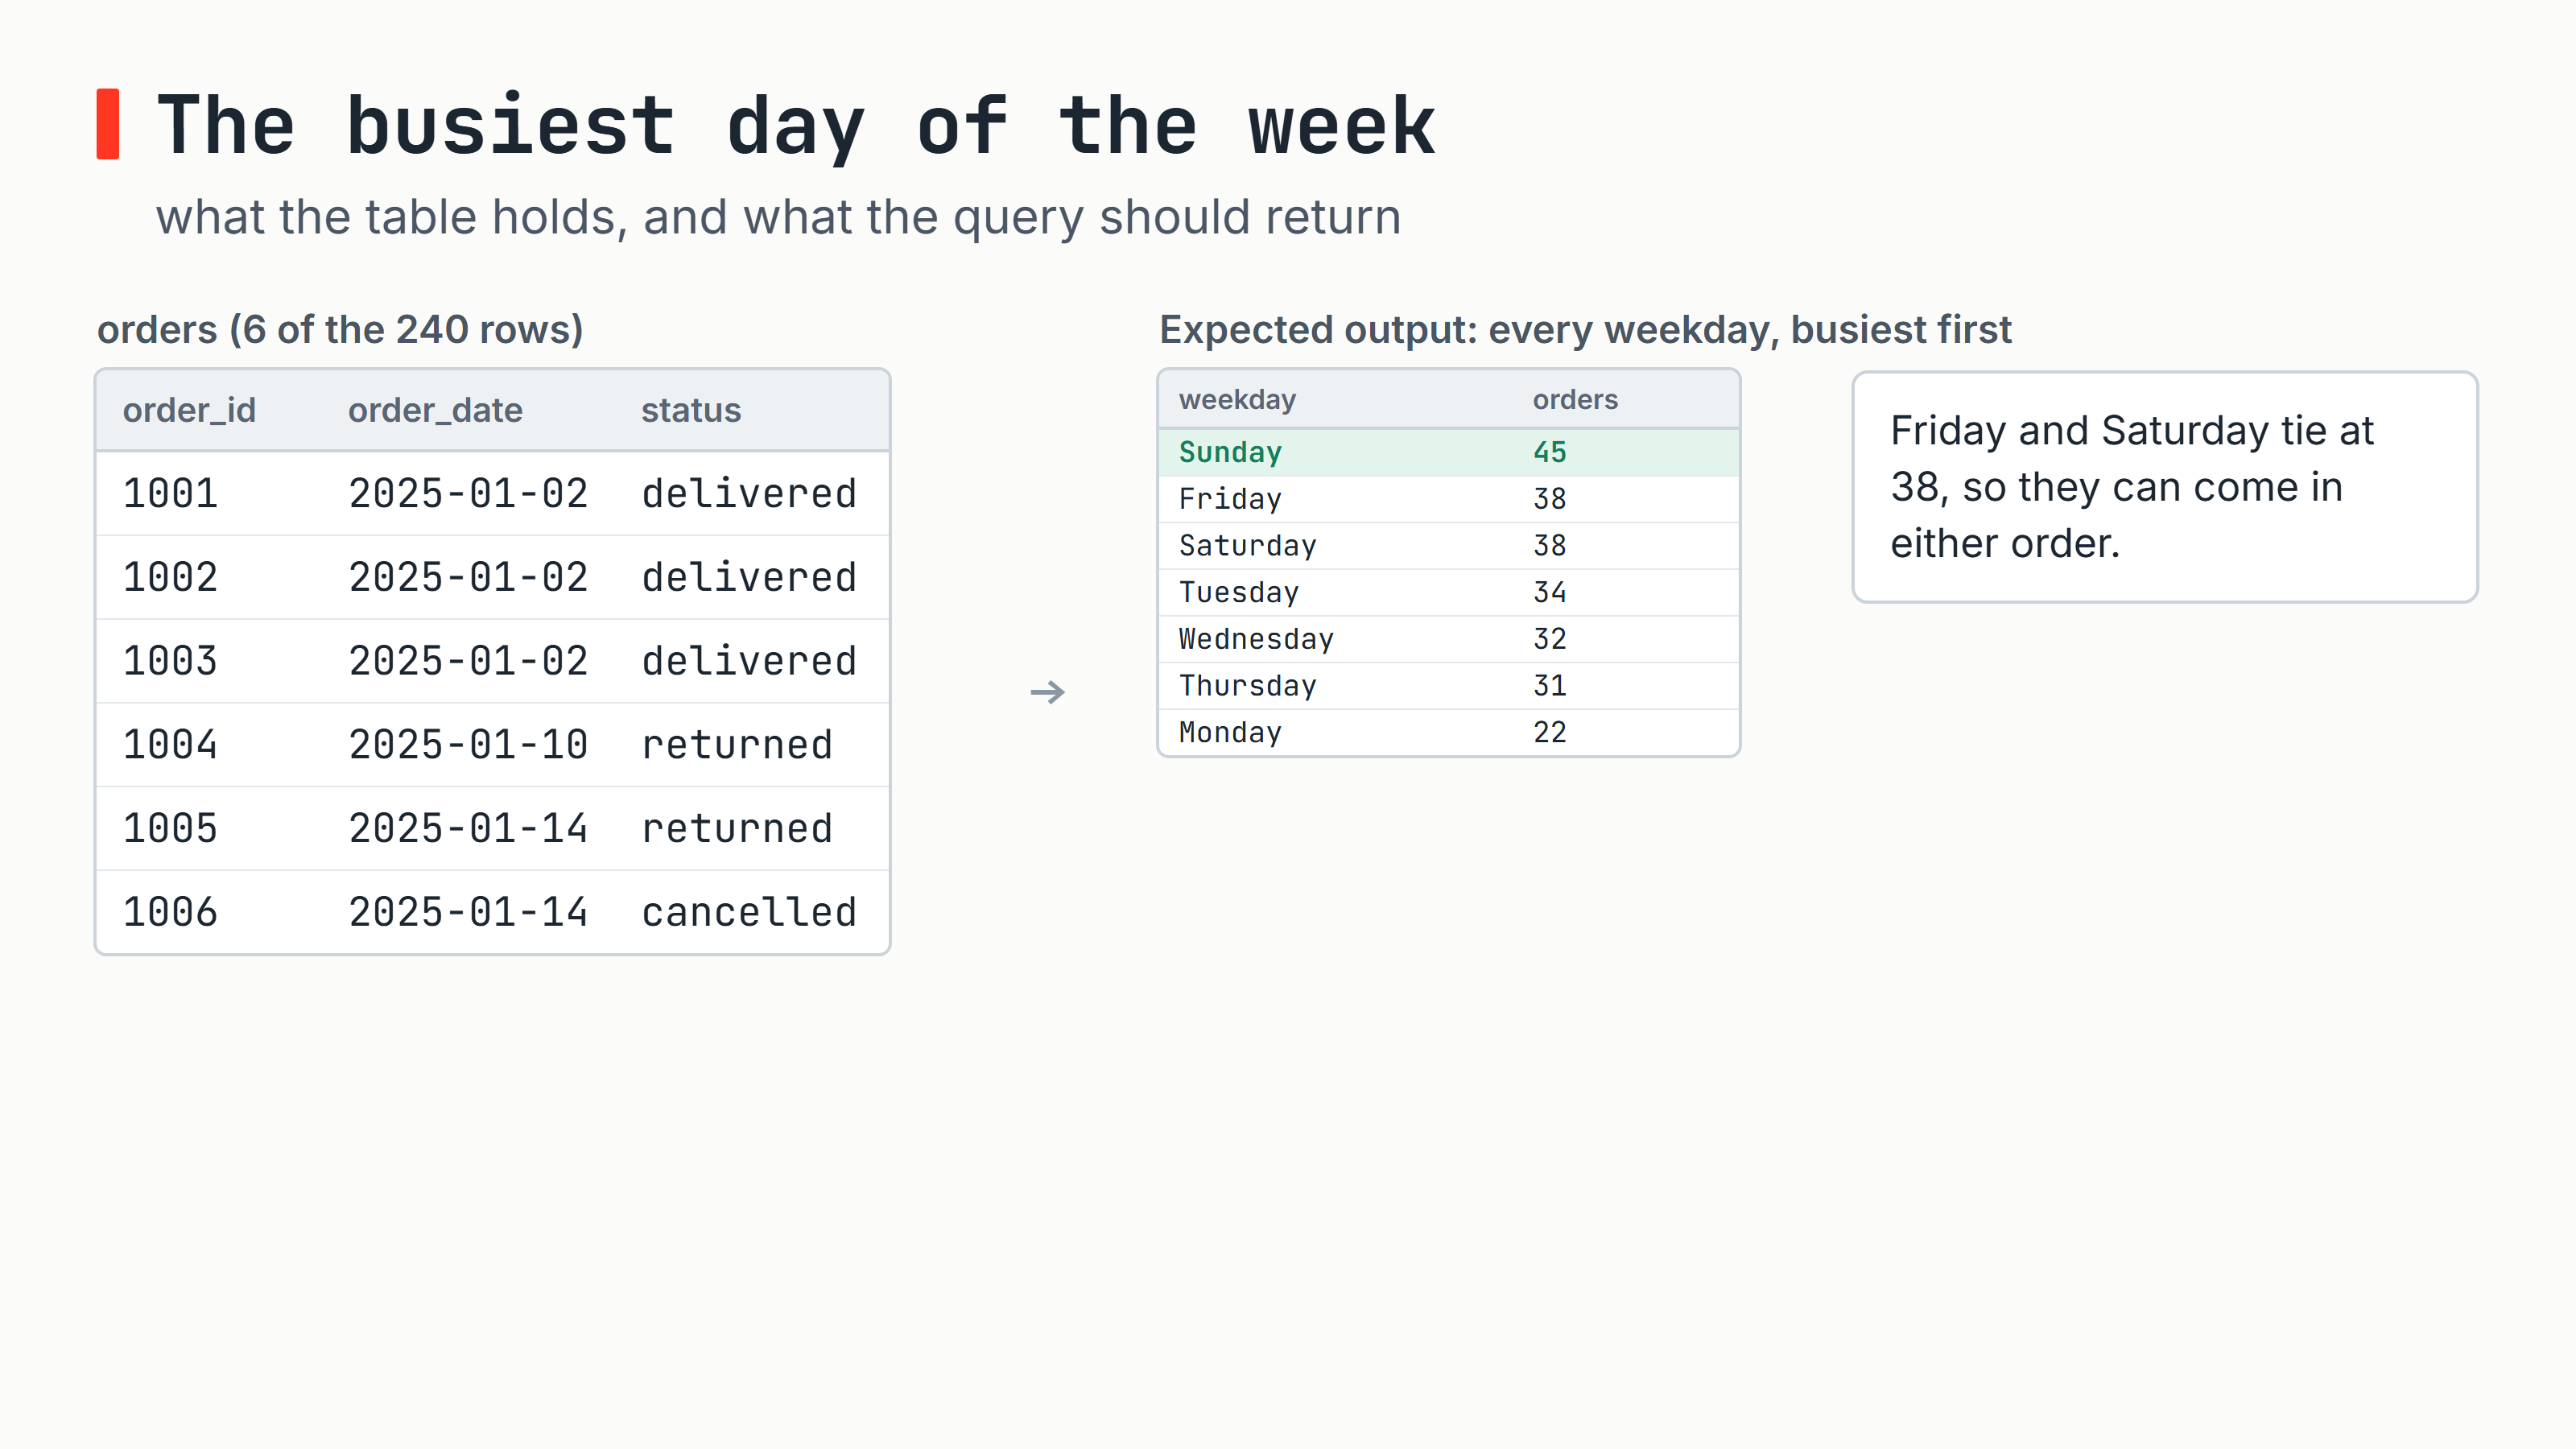 The busiest day of the week
what the table holds, and what the query should return
orders (6 of the 240 rows)
order_id order_date status
1001 2025-01-02 delivered
1002 2025-01-02 delivered
1003 2025-01-02 delivered
1004 2025-01-10 returned
1005 2025-01-14 returned
1006 2025-01-14 cancelled
→
Expected output: every weekday, busiest first
weekday orders
Sunday 45
Friday 38
Saturday 38
Tuesday 34
Wednesday 32
Thursday 31
Monday 22
Friday and Saturday tie at
38, so they can come in
either order.